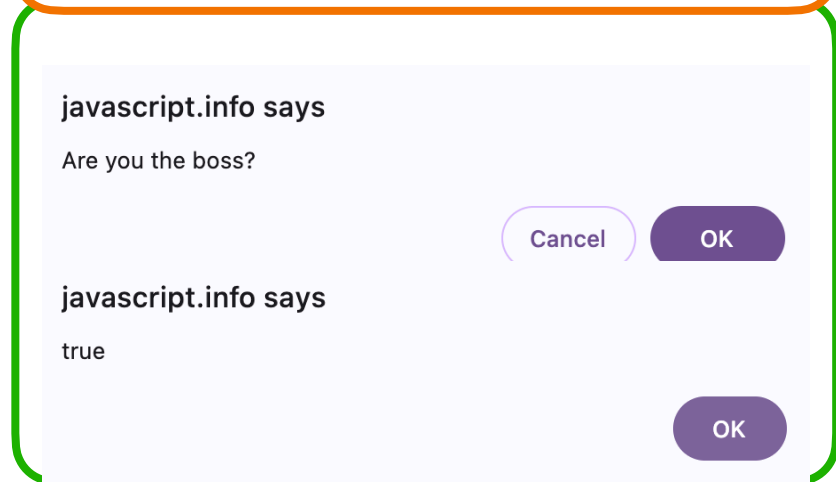 javascript.info says
Are you the boss?
Cancel OK
javascript.info says
true
OK